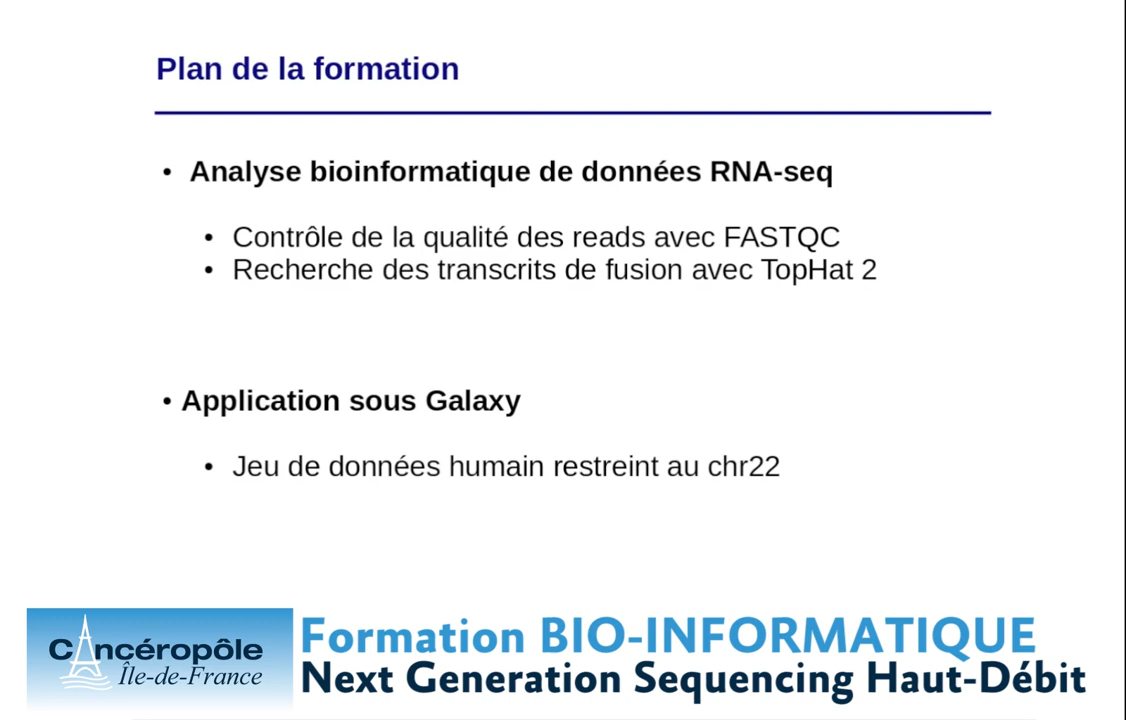 Plan de la formation
• Analyse bioinformatique de données RNA-seq
• Contrôle de la qualité des reads avec FASTQC
• Recherche des transcrits de fusion avec TopHat 2
• Application sous Galaxy
• Jeu de données humain restreint au chr22
Cancéropôle
Île-de-France
Formation BIO-INFORMATIQUE
Next Generation Sequencing Haut-Débit